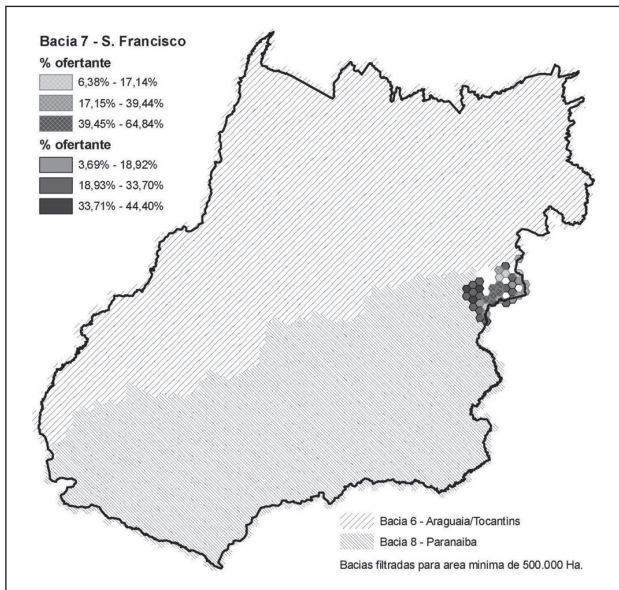 Bacia 7 - S. Francisco
% ofertante
6,38% - 17,14%
17,15% - 39,44%
39,45% - 64,84%
% ofertante
3,69% - 18,92%
18,93% - 33,70%
33,71% - 44,40%
Bacia 6 - Araguaia/Tocantins
Bacia 8 - Paranaiba
Bacias filtradas para area minima de 500.000 Ha.